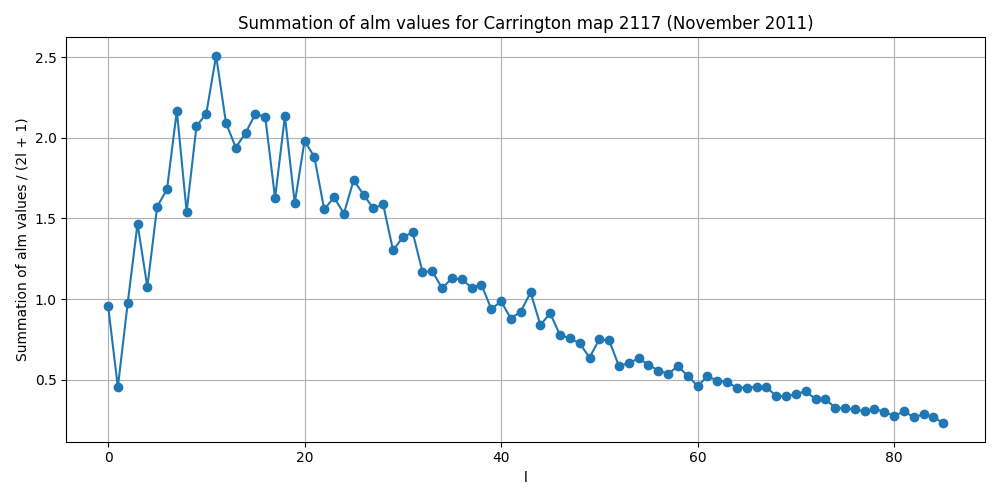 Summation of alm values for Carrington map 2117 (November 2011)
Summation of alm values / (2l + 1)
2.5
2.0
1.5
1.0
0.5
0 20 40 60 80
l